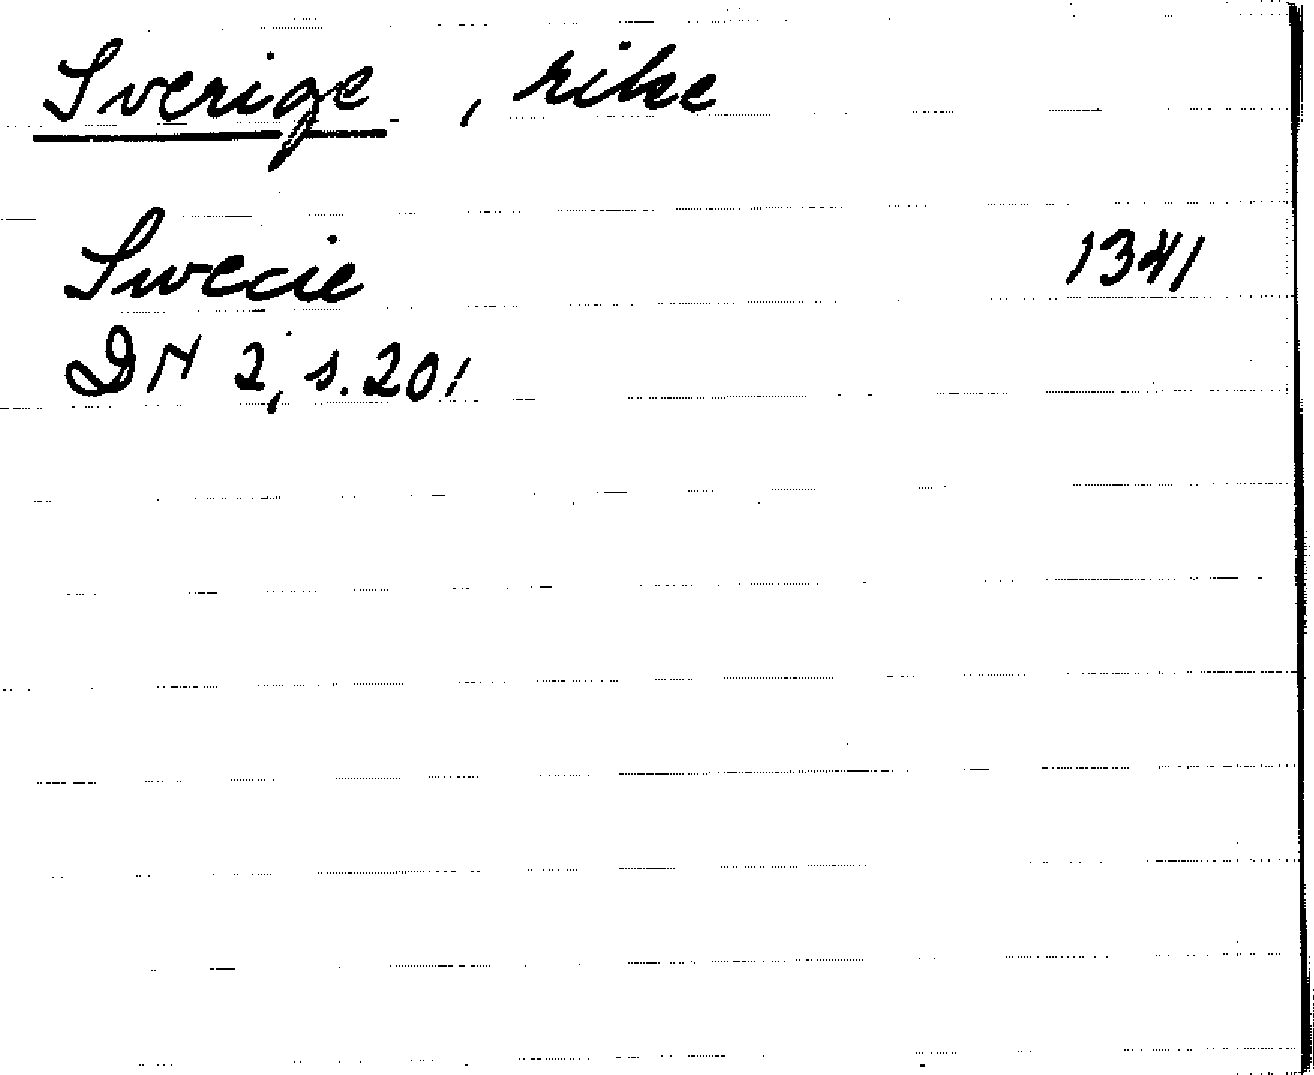 Sverige, rike
Swecie 1341
DN 2, s. 201